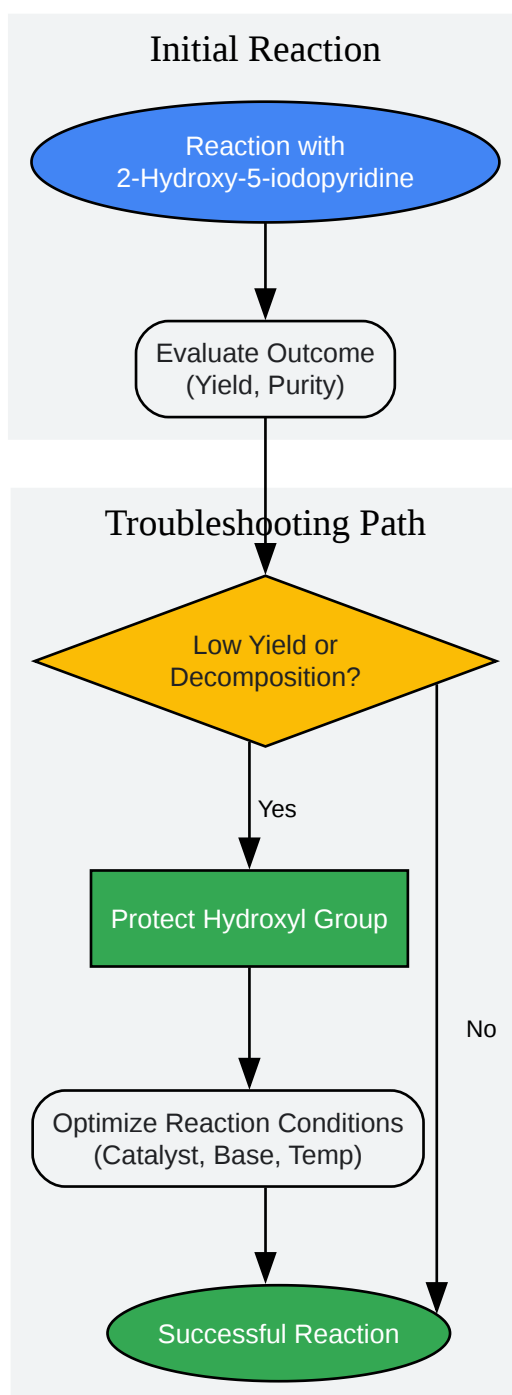 Initial Reaction
Reaction with
2-Hydroxy-5-iodopyridine
Evaluate Outcome
(Yield, Purity)
Troubleshooting Path
Low Yield or
Decomposition?
Yes
Protect Hydroxyl Group
No
Optimize Reaction Conditions
(Catalyst, Base, Temp)
Successful Reaction